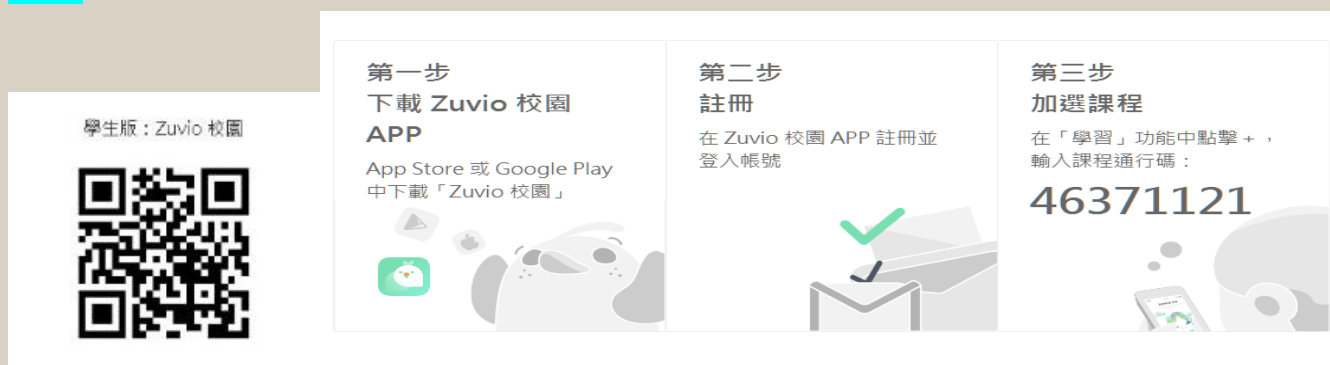 學生版：Zuvio 校園
第一步
下載 Zuvio 校園
APP
App Store 或 Google Play
中下載「Zuvio 校園」
第二步
註冊
在 Zuvio 校園 APP 註冊並
登入帳號
第三步
加選課程
在「學習」功能中點擊 + ，
輸入課程通行碼：
46371121